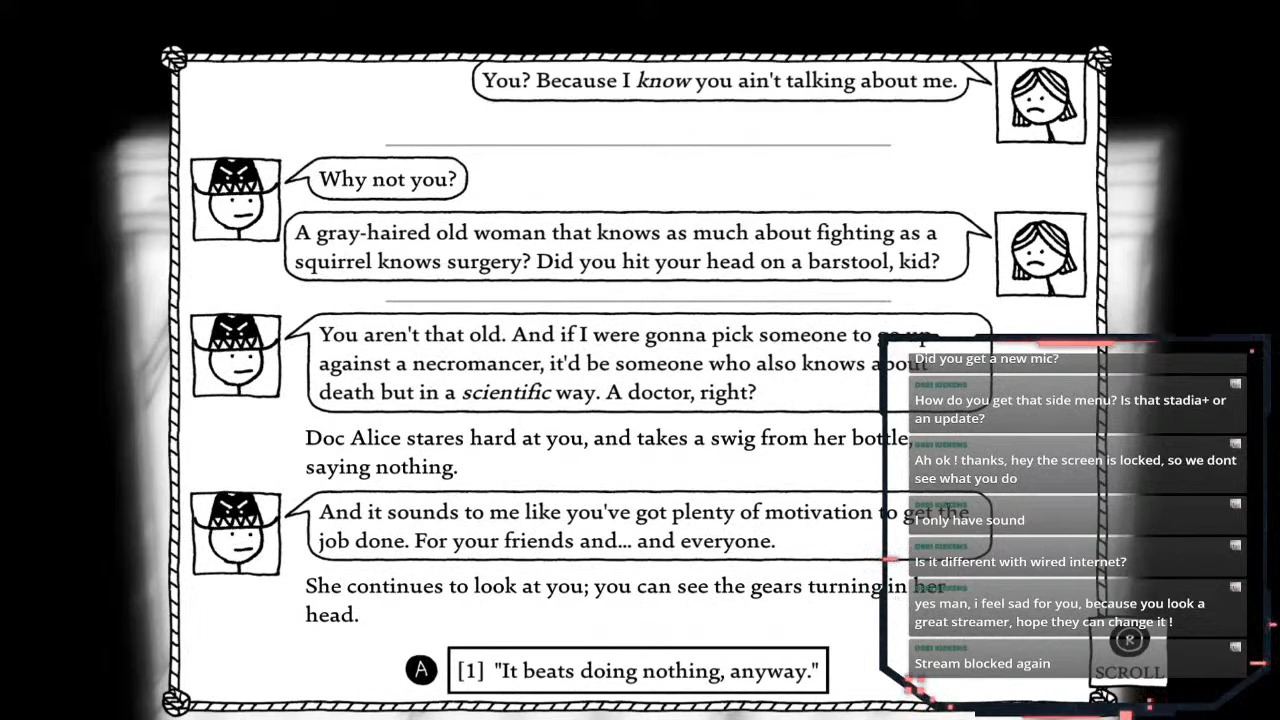 You? Because I know you ain't talking about me.
Why not you?
A gray-haired old woman that knows as much about fighting as a
squirrel knows surgery? Did you hit your head on a barstool, kid?
You aren't that old. And if I were gonna pick someone to go up
against a necromancer, it'd be someone who also knows about
death but in a scientific way. A doctor, right?
Doc Alice stares hard at you, and takes a swig from her bottle,
saying nothing.
And it sounds to me like you've got plenty of motivation to get the
job done. For your friends and... and everyone.
She continues to look at you; you can see the gears turning in her
head.
A [1] "It beats doing nothing, anyway."
Did you get a new mic?
How do you get that side menu? Is that stadia+ or
an update?
Ah ok ! thanks, hey the screen is locked, so we dont
see what you do
I only have sound
Is it different with wired internet?
yes man, i feel sad for you, because you look a
great streamer, hope they can change it !
Stream blocked again
R
SCROLL